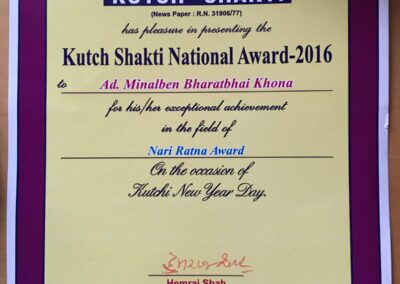 KUTCH SHAKTI
(News Paper : R.N. 31906/77)
has pleasure in presenting the
Kutch Shakti National Award-2016
to Ad. Minalben Bharatbhai Khona
for his/her exceptional achievement
in the field of
Nari Ratna Award
On the occasion of
Kutchi New Year Day.
Hemraj Shah